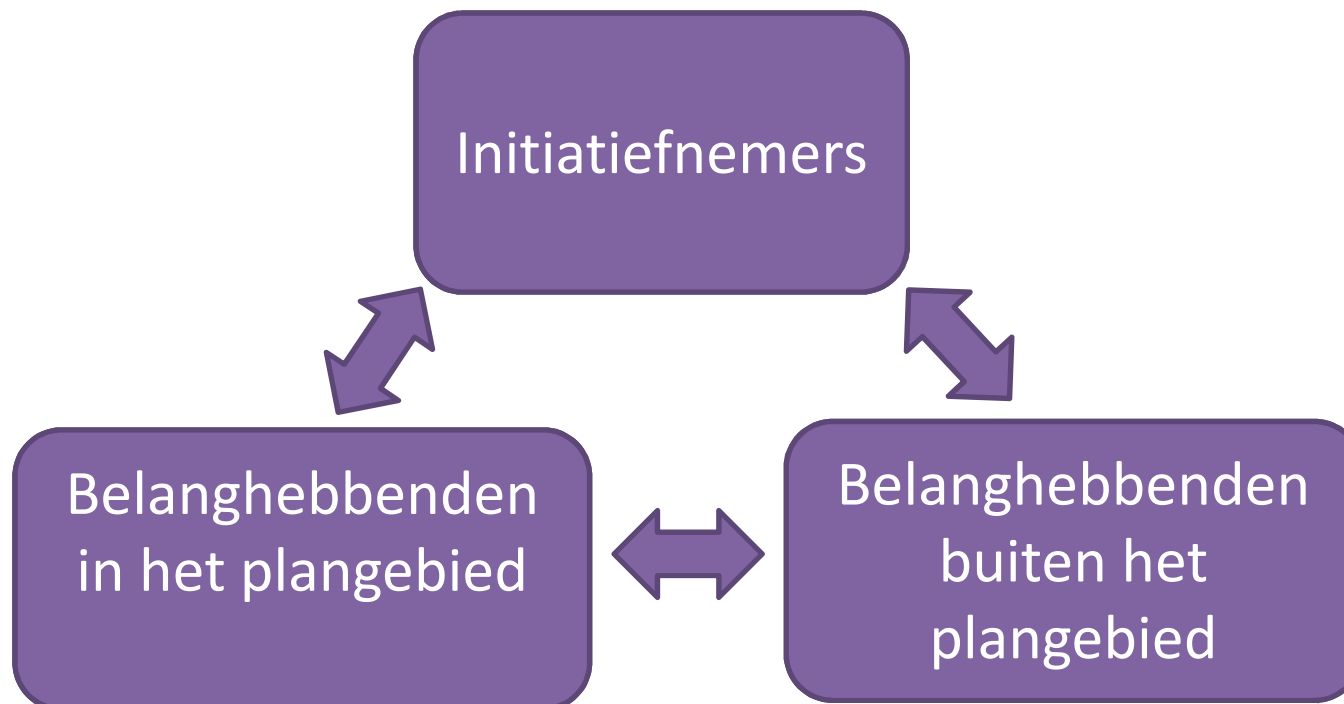 Initiatiefnemers
Belanghebbenden
in het plangebied
Belanghebbenden
buiten het
plangebied